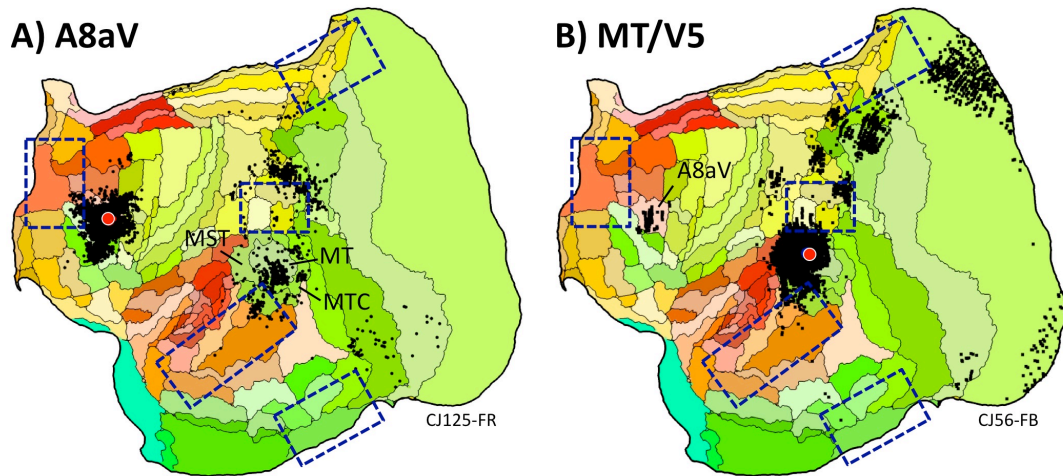 A) A8aV
B) MT/V5
MST
MT
MTC
CJ125-FR
A8aV
CJ56-FB